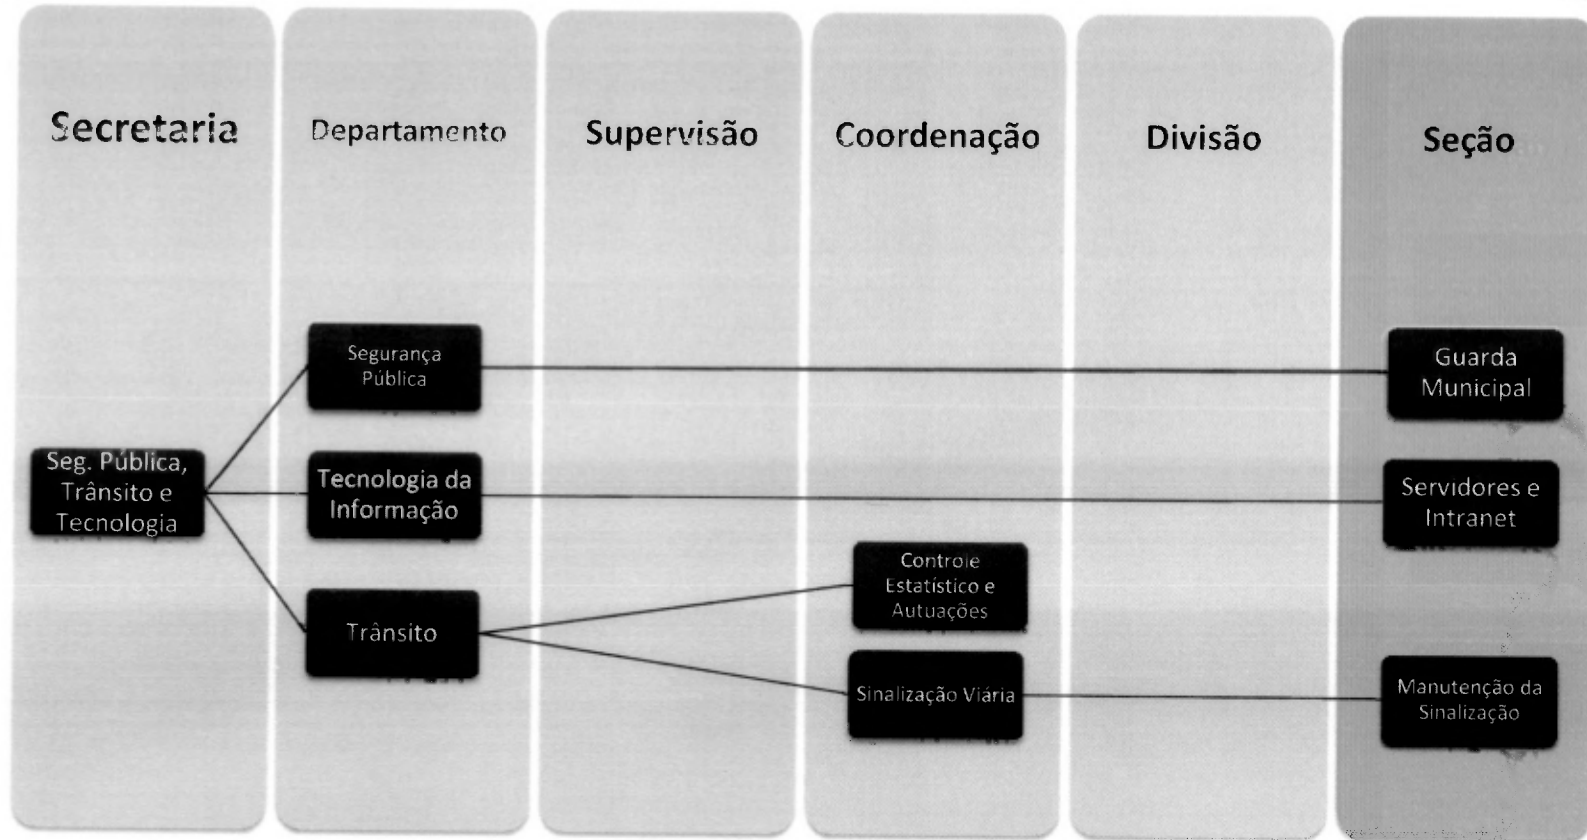 Secretaria
Departamento
Supervisão
Coordenação
Divisão
Seção
Segurança
Pública
Guarda
Municipal
Seg. Pública,
Trânsito e
Tecnologia
Tecnologia da
Informação
Servidores e
Intranet
Controle
Estatístico e
Autuações
Trânsito
Sinalização Viária
Manutenção da
Sinalização